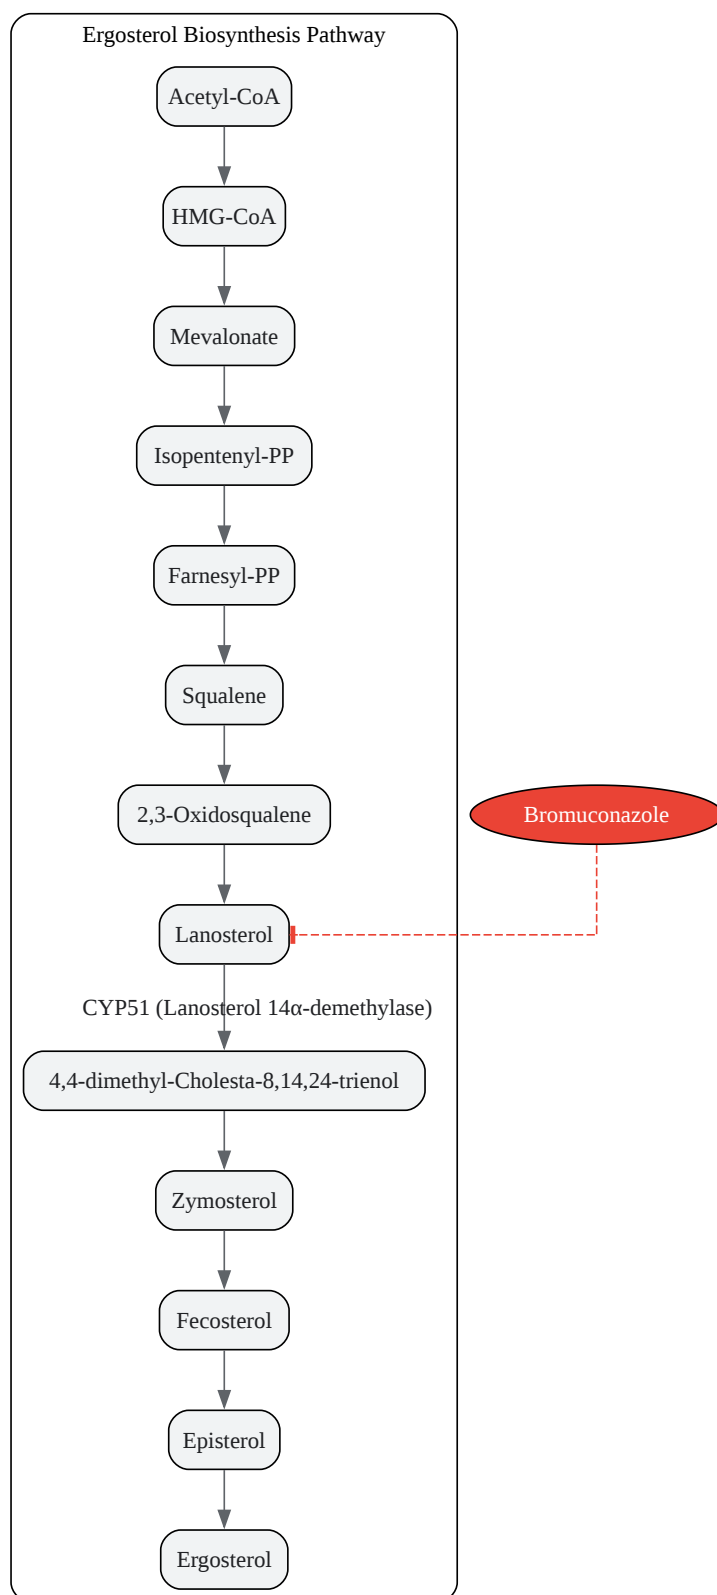 Ergosterol Biosynthesis Pathway
Acetyl-CoA
HMG-CoA
Mevalonate
Isopentenyl-PP
Farnesyl-PP
Squalene
2,3-Oxidosqualene
Bromuconazole
Lanosterol
CYP51 (Lanosterol 14α-demethylase)
4,4-dimethyl-Cholesta-8,14,24-trienol
Zymosterol
Fecosterol
Episterol
Ergosterol